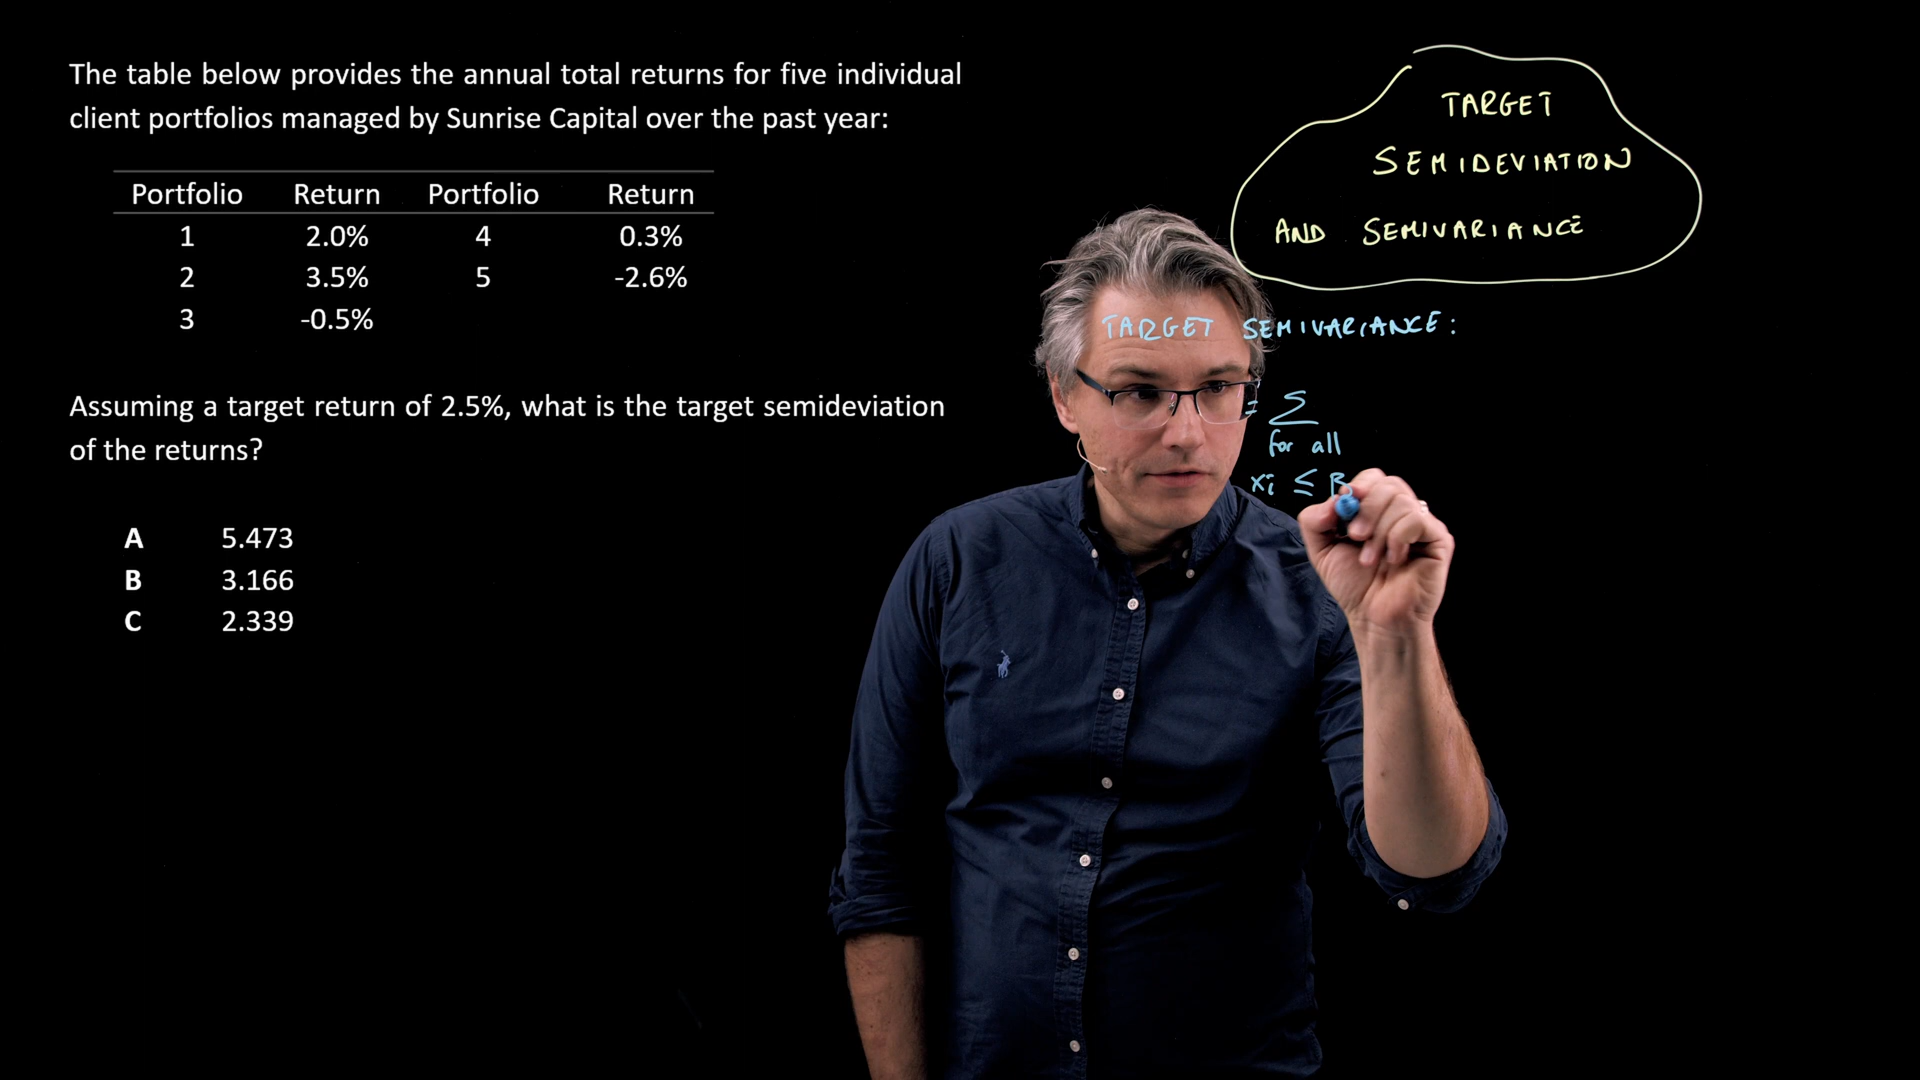 The table below provides the annual total returns for five individual
client portfolios managed by Sunrise Capital over the past year:
Portfolio Return Portfolio Return
1 2.0% 4 0.3%
2 3.5% 5 -2.6%
3 -0.5%
Assuming a target return of 2.5%, what is the target semideviation
of the returns?
A 5.473
B 3.166
C 2.339
TARGET
SEMIDEVIATION
AND SEMIVARIANCE
TARGET SEMIVARIANCE:
= Σ
for all
xi ≤ B